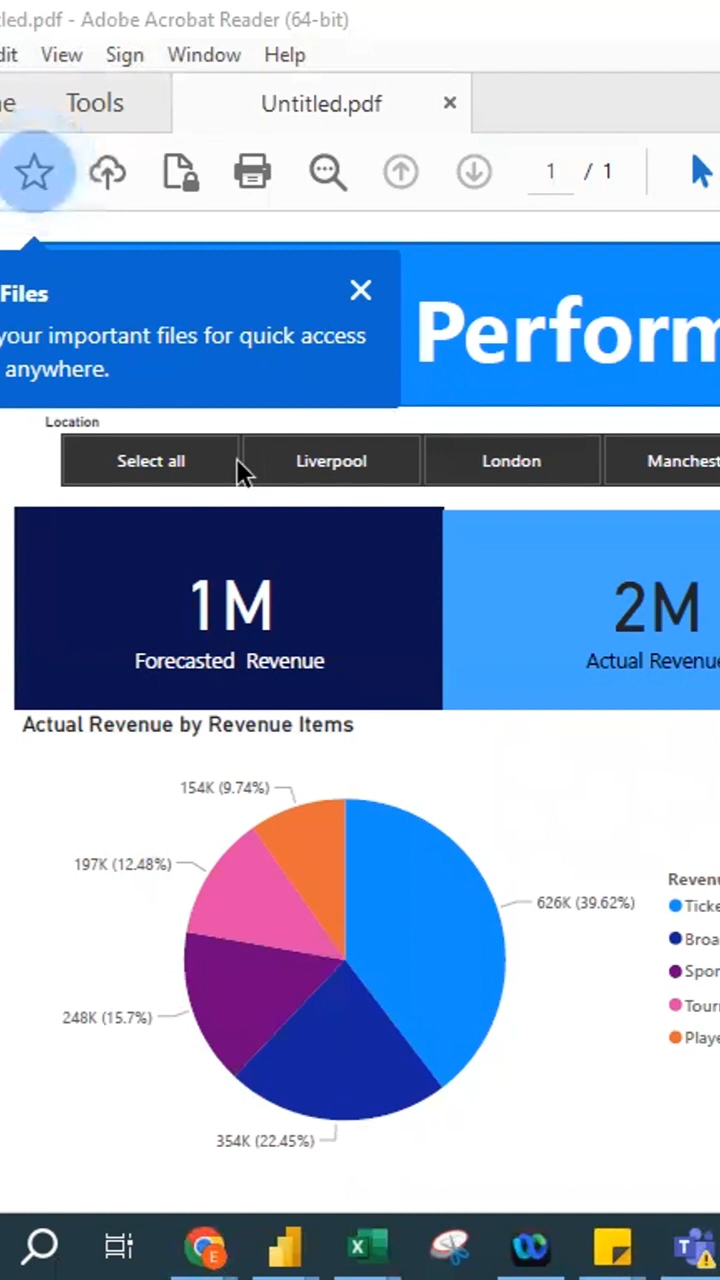 tled.pdf - Adobe Acrobat Reader (64-bit)
dit View Sign Window Help
e Tools Untitled.pdf
1 / 1
Files
your important files for quick access
anywhere.
Perform
Location
Select all Liverpool London Manchest
1M
Forecasted Revenue
2M
Actual Revenue
Actual Revenue by Revenue Items
154K (9.74%)
197K (12.48%)
626K (39.62%)
248K (15.7%)
354K (22.45%)
Revenu
Ticke
Broa
Spor
Tour
Playe